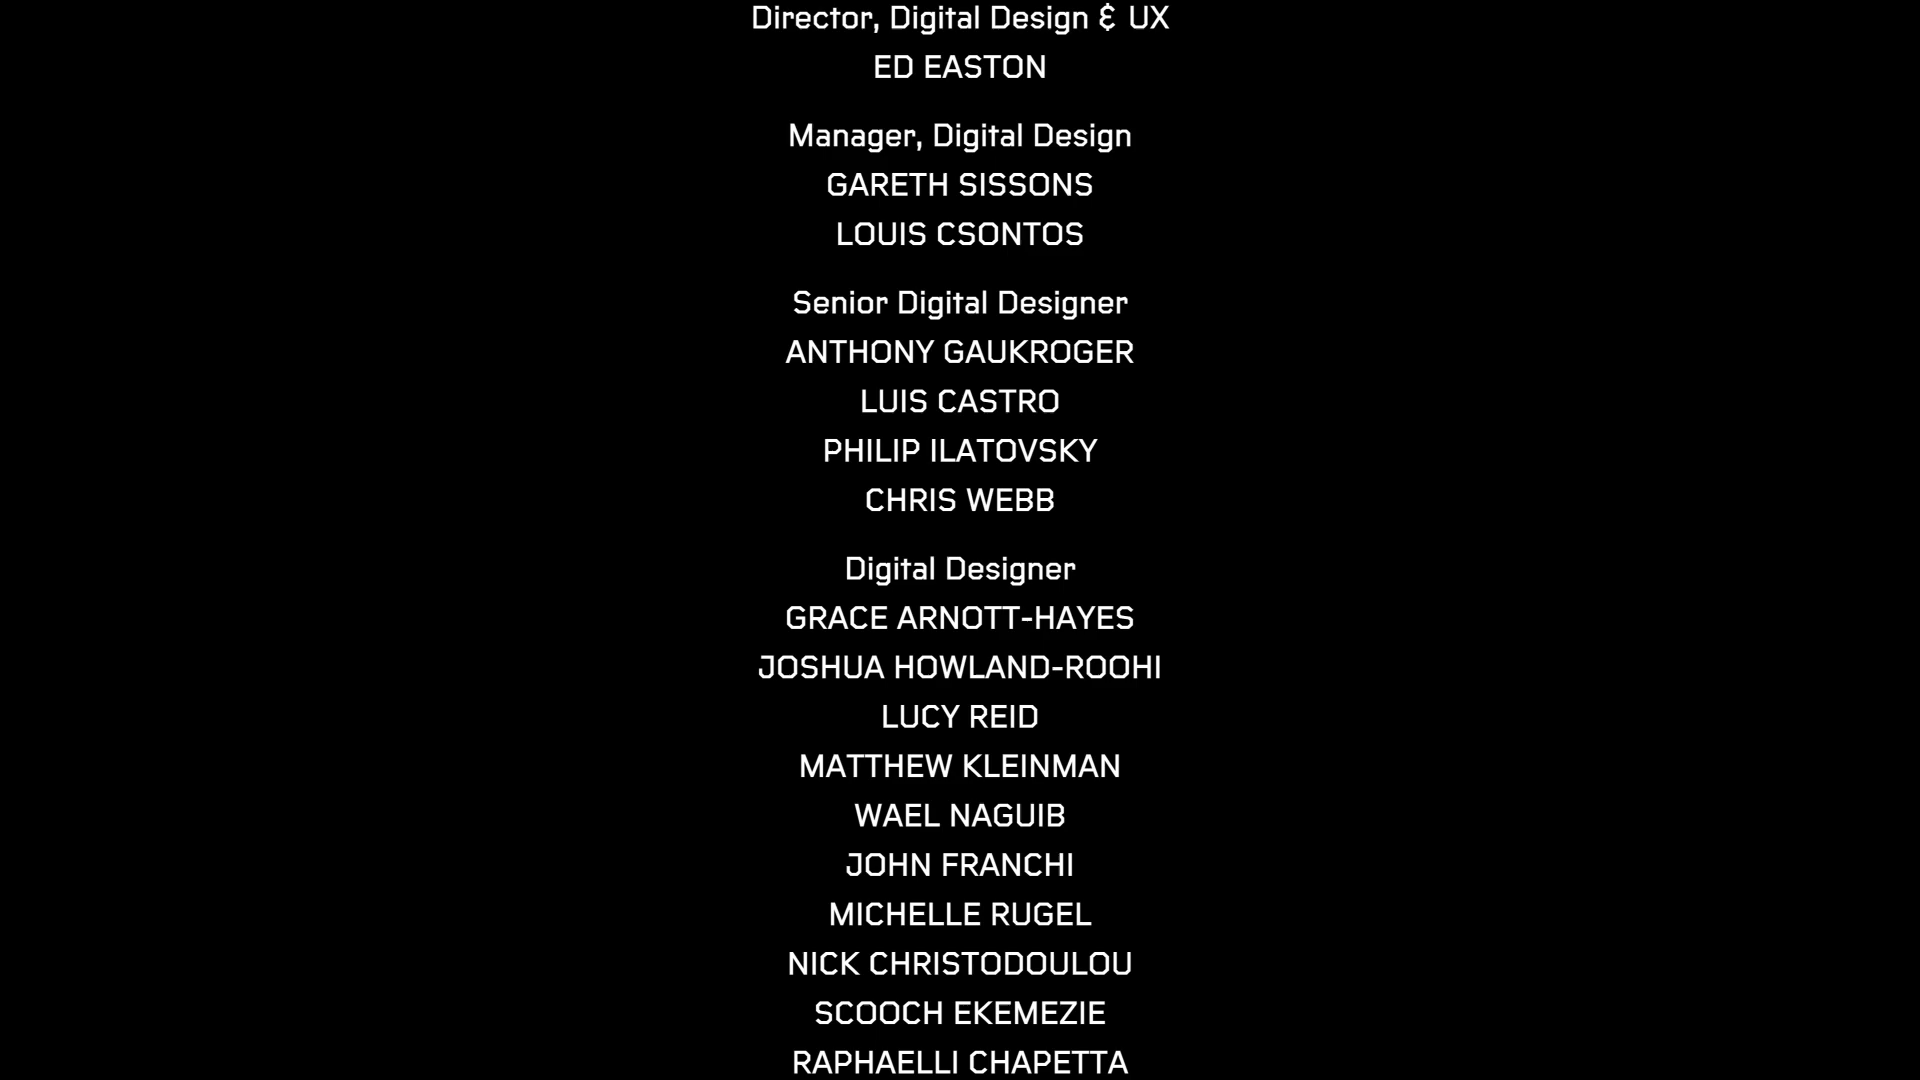 Director, Digital Design & UX
ED EASTON
Manager, Digital Design
GARETH SISSONS
LOUIS CSONTOS
Senior Digital Designer
ANTHONY GAUKROGER
LUIS CASTRO
PHILIP ILATOVSKY
CHRIS WEBB
Digital Designer
GRACE ARNOTT-HAYES
JOSHUA HOWLAND-ROOHI
LUCY REID
MATTHEW KLEINMAN
WAEL NAGUIB
JOHN FRANCHI
MICHELLE RUGEL
NICK CHRISTODOULOU
SCOOCH EKEMEZIE
RAPHAELLI CHAPETTA